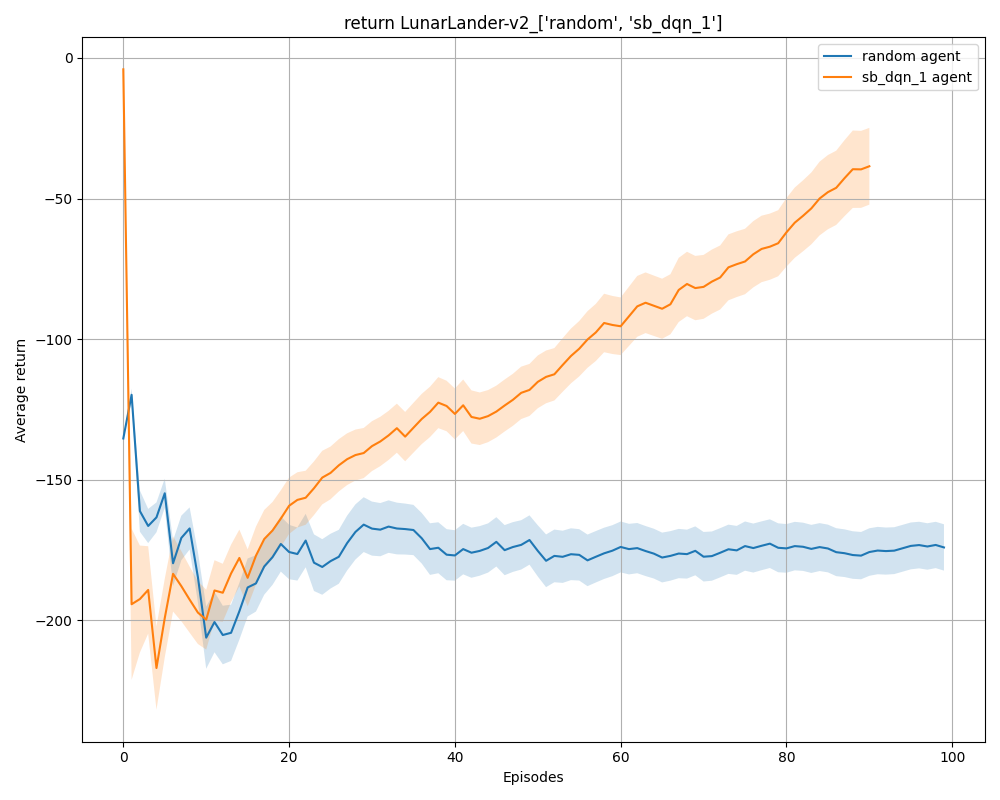 return LunarLander-v2_['random', 'sb_dqn_1']
random agent
sb_dqn_1 agent
0
−50
−100
−150
−200
Average return
0 20 40 60 80 100
Episodes